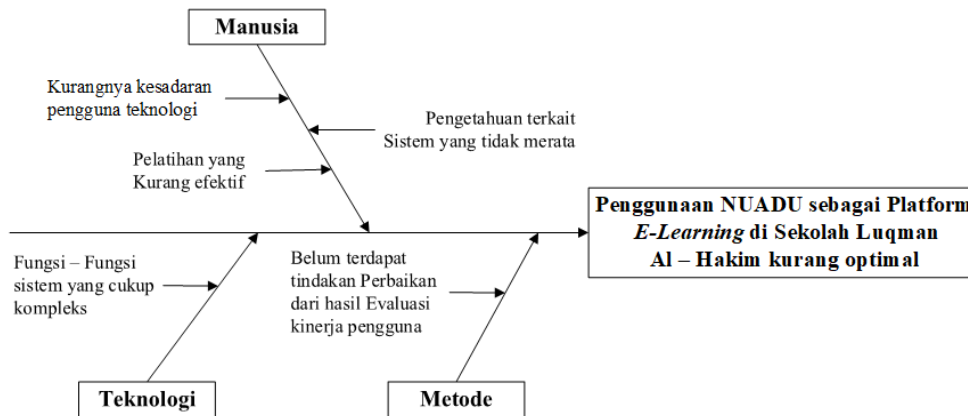 Manusia
Kurangnya kesadaran
pengguna teknologi
Pengetahuan terkait
Sistem yang tidak merata
Pelatihan yang
Kurang efektif
Penggunaan NUADU sebagai Platform
E-Learning di Sekolah Luqman
Al – Hakim kurang optimal
Fungsi – Fungsi
sistem yang cukup
kompleks
Belum terdapat
tindakan Perbaikan
dari hasil Evaluasi
kinerja pengguna
Teknologi
Metode